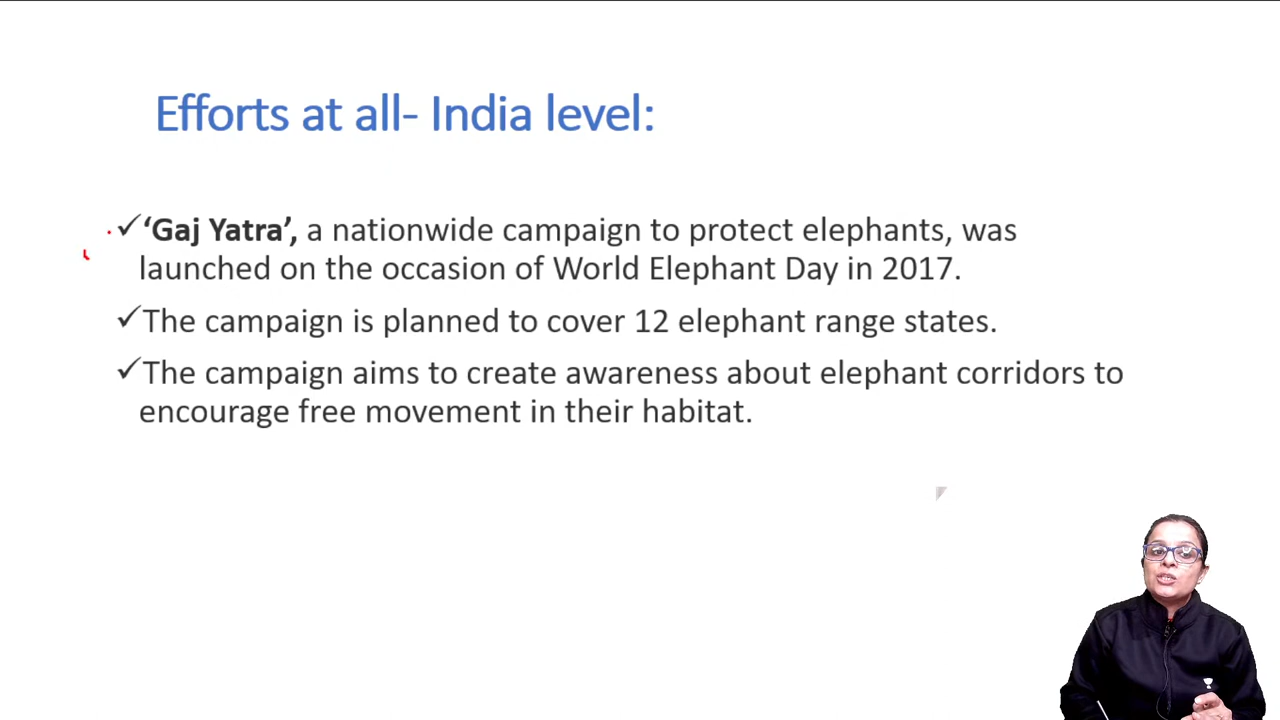 Efforts at all- India level:
✓‘Gaj Yatra’, a nationwide campaign to protect elephants, was
launched on the occasion of World Elephant Day in 2017.
✓The campaign is planned to cover 12 elephant range states.
✓The campaign aims to create awareness about elephant corridors to
encourage free movement in their habitat.